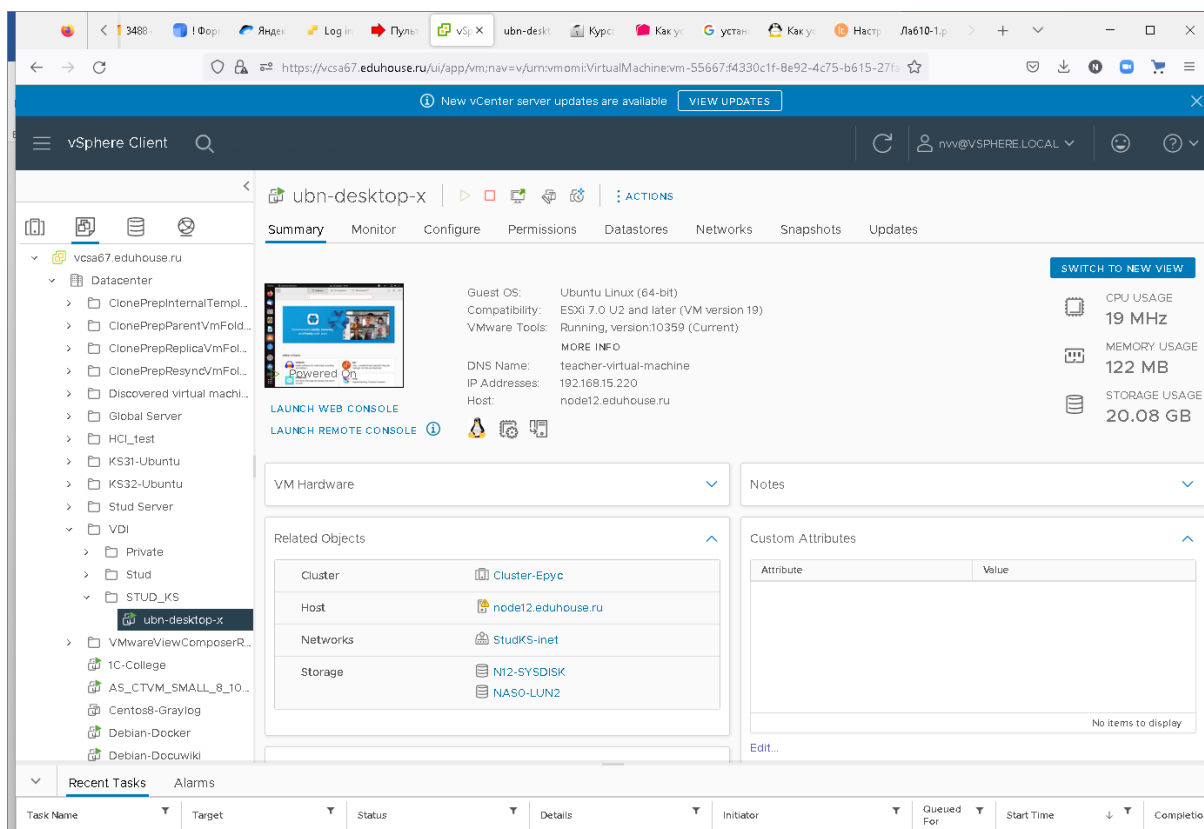 3488
! Фор
Яндек
Log in
Пульт
vSp
ubn-deskt
Курс
Как ус
устан
Как ус
Настр
Лаб610-1.p
https://vcsa67.eduhouse.ru/ui/app/vm;nav=v/urn:vmomi:VirtualMachine:vm-55667:f4330c1f-8e92-4c75-b615-27fa
New vCenter server updates are available VIEW UPDATES
vSphere Client
nvv@VSPHERE.LOCAL
ubn-desktop-x
ACTIONS
Summary Monitor Configure Permissions Datastores Networks Snapshots Updates
vcsa67.eduhouse.ru
Datacenter
ClonePrepInternalTempl...
ClonePrepParentVmFold...
ClonePrepReplicaVmFol...
ClonePrepResyncVmFol...
Discovered virtual machi...
Global Server
HCI_test
KS31-Ubuntu
KS32-Ubuntu
Stud Server
VDI
Private
Stud
STUD_KS
ubn-desktop-x
VMwareViewComposerR...
1C-College
AS_CTVM_SMALL_8_10...
Centos8-Graylog
Debian-Docker
Debian-Docuwiki
SWITCH TO NEW VIEW
Powered On
LAUNCH WEB CONSOLE
LAUNCH REMOTE CONSOLE
Guest OS: Ubuntu Linux (64-bit)
Compatibility: ESXi 7.0 U2 and later (VM version 19)
VMware Tools: Running, version:10359 (Current)
MORE INFO
DNS Name: teacher-virtual-machine
IP Addresses: 192.168.15.220
Host: node12.eduhouse.ru
CPU USAGE
19 MHz
MEMORY USAGE
122 MB
STORAGE USAGE
20.08 GB
VM Hardware
Related Objects
Cluster Cluster-Epyc
Host node12.eduhouse.ru
Networks StudKS-inet
Storage N12-SYSDISK
NAS0-LUN2
Notes
Custom Attributes
Attribute Value
No items to display
Edit...
Recent Tasks Alarms
Task Name Target Status Details Initiator Queued For Start Time Completio